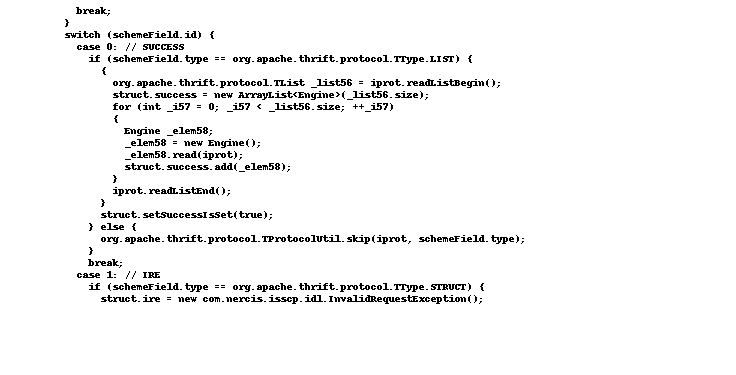 break;
}
switch (schemeField.id) {
case 0: // SUCCESS
if (schemeField.type == org.apache.thrift.protocol.TType.LIST) {
{
org.apache.thrift.protocol.TList _list56 = iprot.readListBegin();
struct.success = new ArrayList<Engine>(_list56.size);
for (int _i57 = 0; _i57 < _list56.size; ++_i57)
{
Engine _elem58;
_elem58 = new Engine();
_elem58.read(iprot);
struct.success.add(_elem58);
}
iprot.readListEnd();
}
struct.setSuccessIsSet(true);
} else {
org.apache.thrift.protocol.TProtocolUtil.skip(iprot, schemeField.type);
}
break;
case 1: // IRE
if (schemeField.type == org.apache.thrift.protocol.TType.STRUCT) {
struct.ire = new com.nercis.isscp.idl.InvalidRequestException();